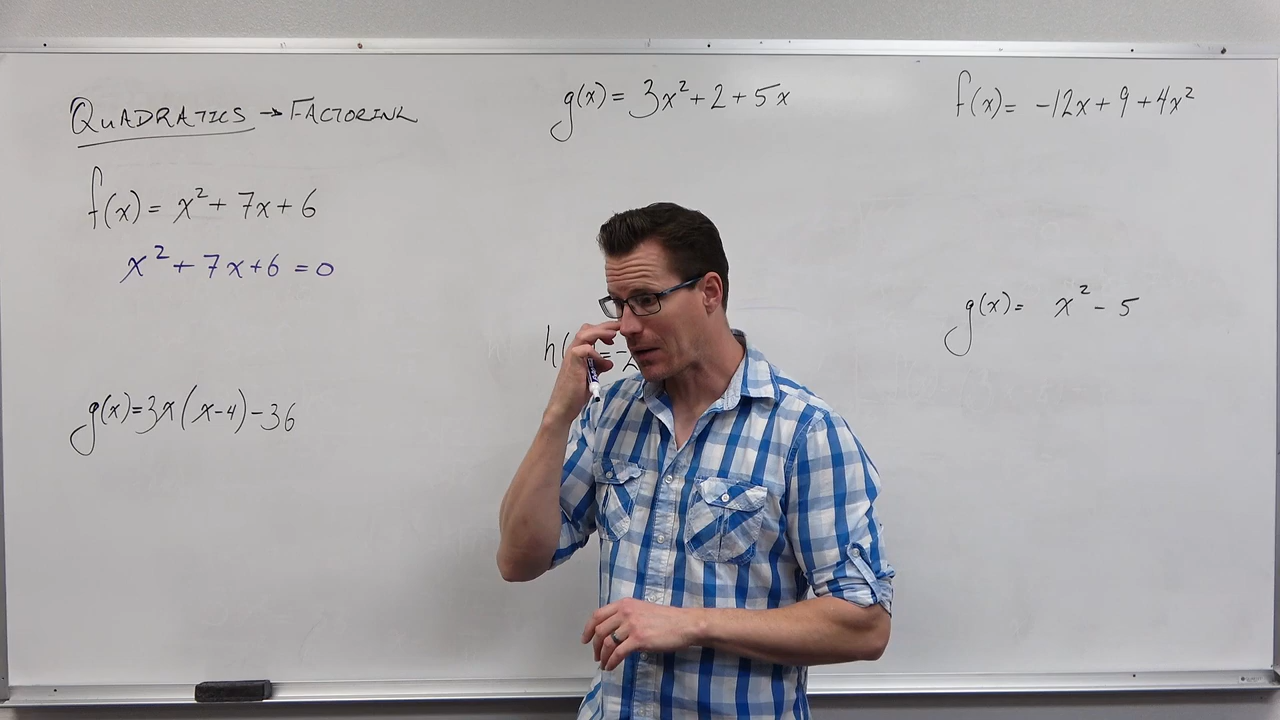 QUADRATICS → FACTORING
f(x) = x² + 7x + 6
x² + 7x + 6 = 0
g(x) = 3x(x-4) - 36
g(x) = 3x² + 2 + 5x
f(x) = -12x + 9 + 4x²
g(x) = x² - 5